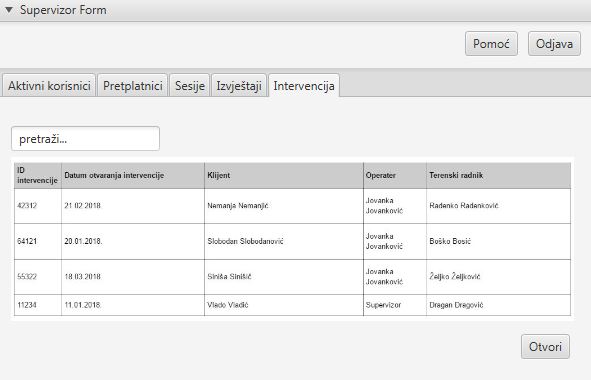 Supervizor Form
Pomoć Odjava
Aktivni korisnici Pretplatnici Sesije Izvještaji Intervencija
pretraži...
ID intervencije Datum otvaranja intervencije Klijent Operater Terenski radnik
42312 21.02.2018. Nemanja Nemanjić Jovanka Jovanković Radenko Radenković
64121 20.01.2018. Slobodan Slobodanović Jovanka Jovanković Boško Bosić
55322 18.03.2018. Siniša Sinišić Jovanka Jovanković Željko Željković
11234 11.01.2018. Vlado Vladić Supervizor Dragan Dragović
Otvori